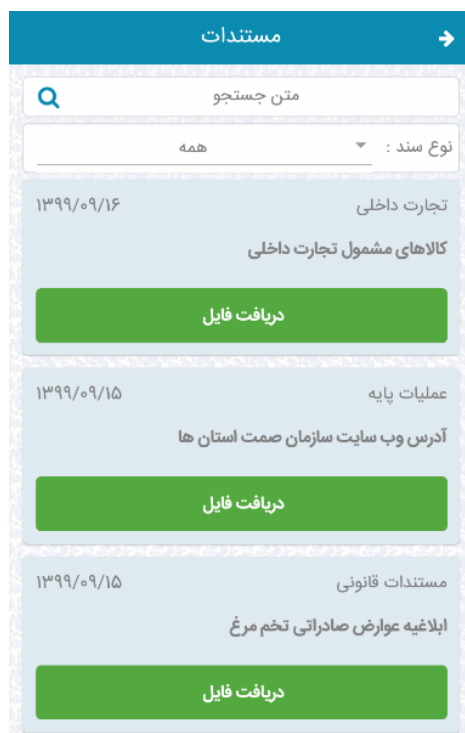 مستندات
متن جستجو
نوع سند : همه
تجارت داخلی ۱۳۹۹/۰۹/۱۶
کالاهای مشمول تجارت داخلی
دریافت فایل
عملیات پایه ۱۳۹۹/۰۹/۱۵
آدرس وب سایت سازمان صمت استان ها
دریافت فایل
مستندات قانونی ۱۳۹۹/۰۹/۱۵
ابلاغیه عوارض صادراتی تخم مرغ
دریافت فایل